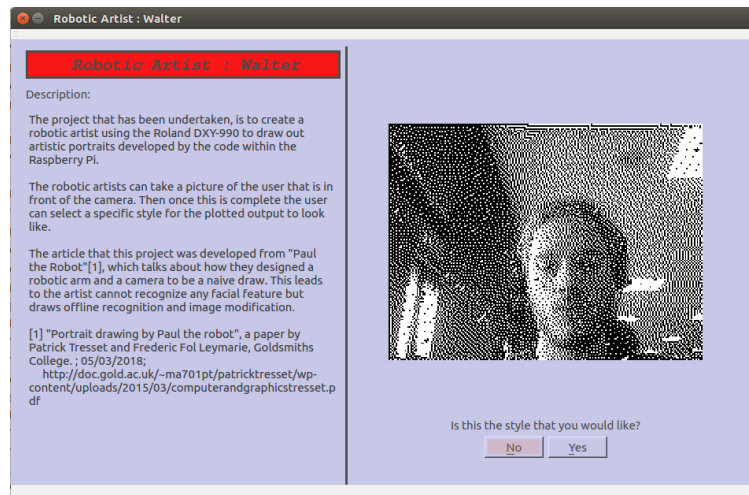 Robotic Artist : Walter
Robotic Artist : Walter
Description:
The project that has been undertaken, is to create a
robotic artist using the Roland DXY-990 to draw out
artistic portraits developed by the code within the
Raspberry Pi.
The robotic artists can take a picture of the user that is in
front of the camera. Then once this is complete the user
can select a specific style for the plotted output to look
like.
The article that this project was developed from "Paul
the Robot"[1], which talks about how they designed a
robotic arm and a camera to be a naive draw. This leads
to the artist cannot recognize any facial feature but
draws offline recognition and image modification.
[1] "Portrait drawing by Paul the robot", a paper by
Patrick Tresset and Frederic Fol Leymarie, Goldsmiths
College. ; 05/03/2018;
http://doc.gold.ac.uk/~ma701pt/patricktresset/wp-
content/uploads/2015/03/computerandgraphicstresset.p
df
Is this the style that you would like?
No Yes